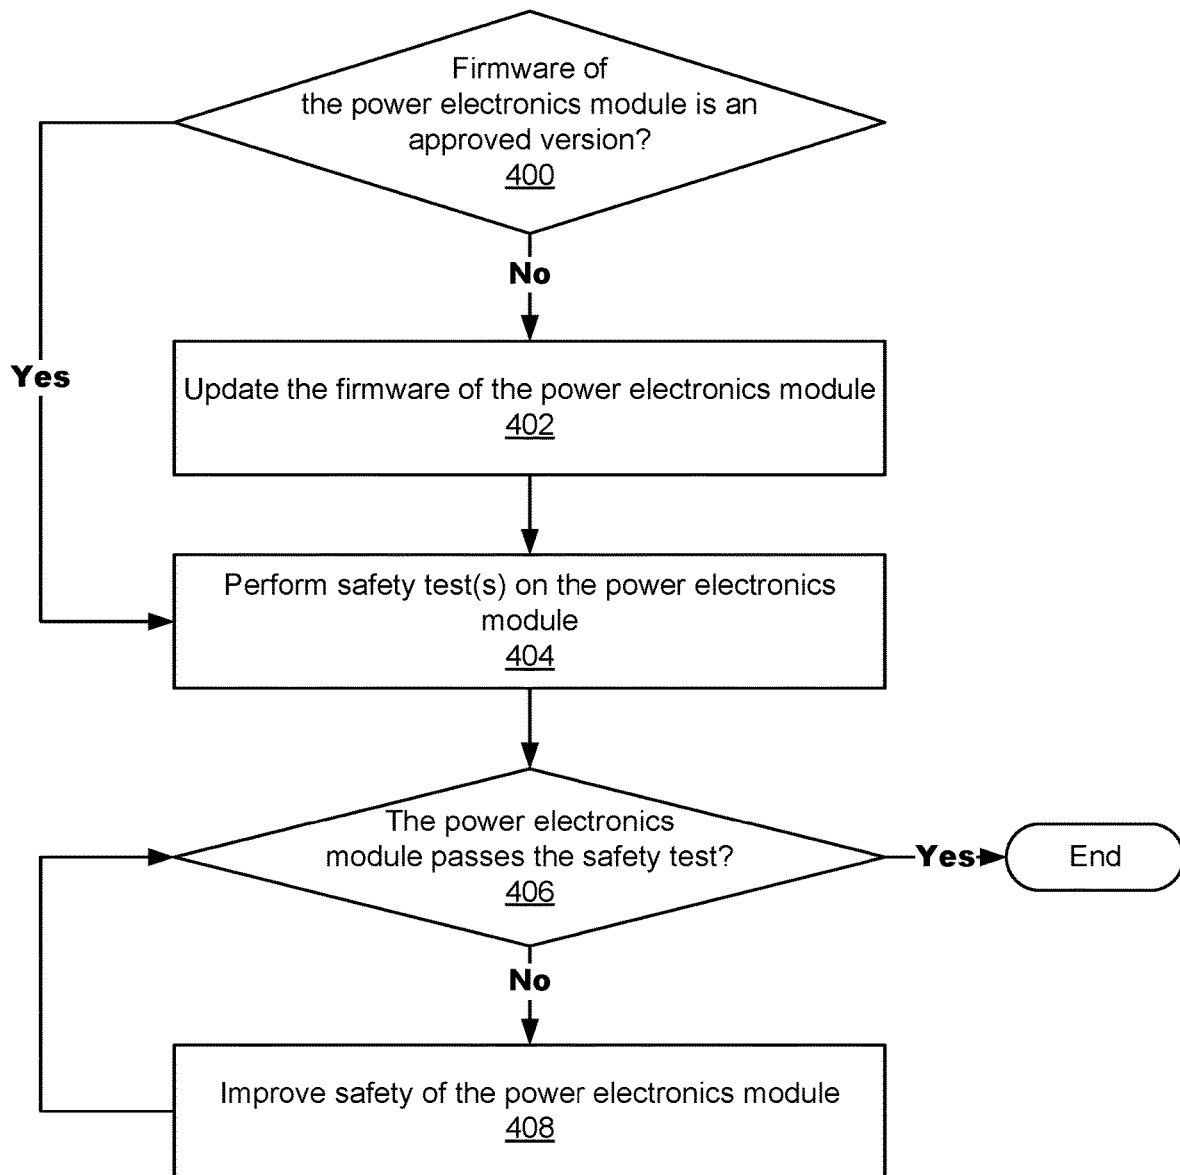 Firmware of
the power electronics module is an
approved version?
400
No
Yes
Update the firmware of the power electronics module
402
Perform safety test(s) on the power electronics
module
404
The power electronics
module passes the safety test?
406
Yes
End
No
Improve safety of the power electronics module
408